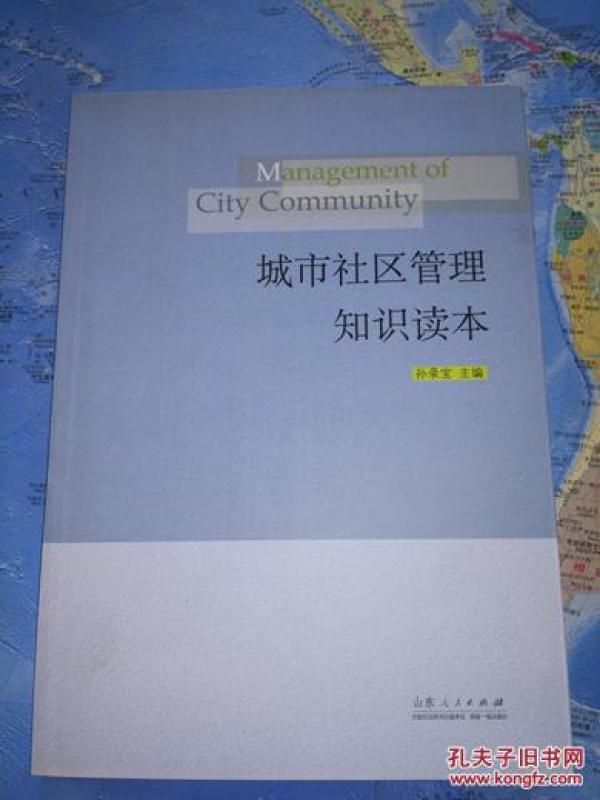 Management of
City Community
城市社区管理
知识读本
孙录宝 主编
山东人民出版社
孔夫子旧书网
www.kongfz.com